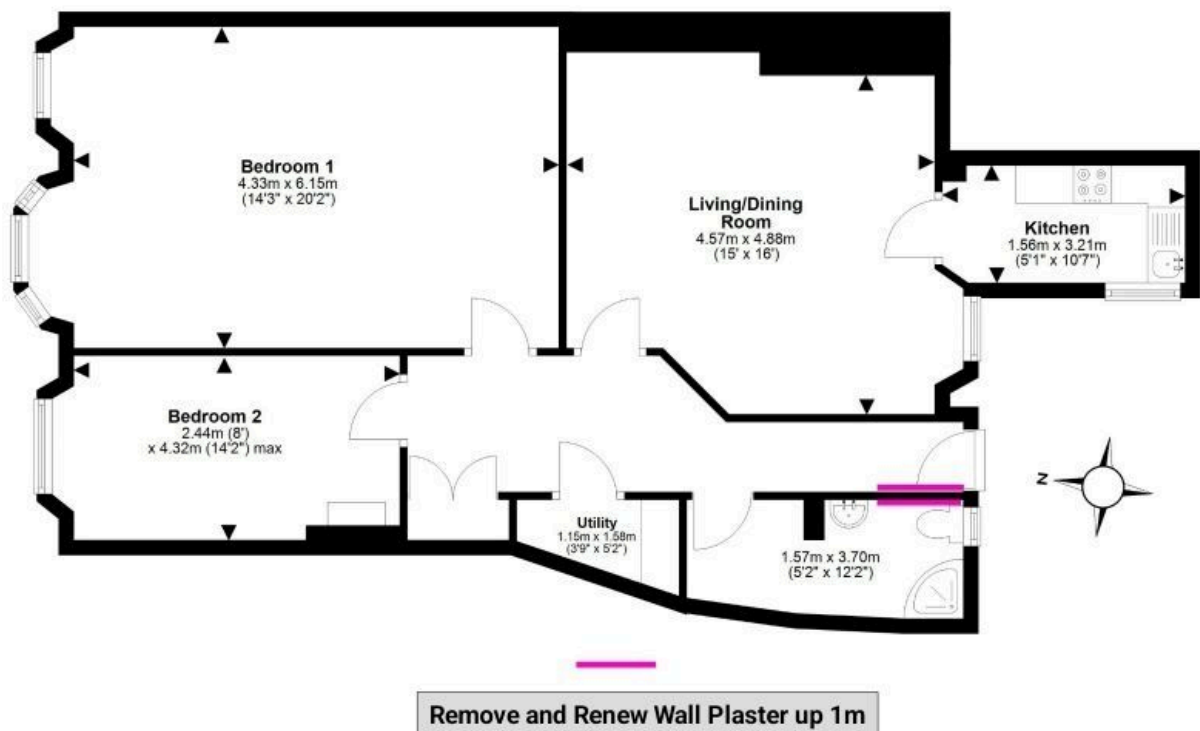 Bedroom 1
4.33m x 6.15m
(14'3" x 20'2")
Living/Dining
Room
4.57m x 4.88m
(15' x 16')
Kitchen
1.56m x 3.21m
(5'1" x 10'7")
Bedroom 2
2.44m (8')
x 4.32m (14'2") max
N
Utility
1.15m x 1.58m
(3'9" x 5'2")
1.57m x 3.70m
(5'2" x 12'2")
Remove and Renew Wall Plaster up 1m